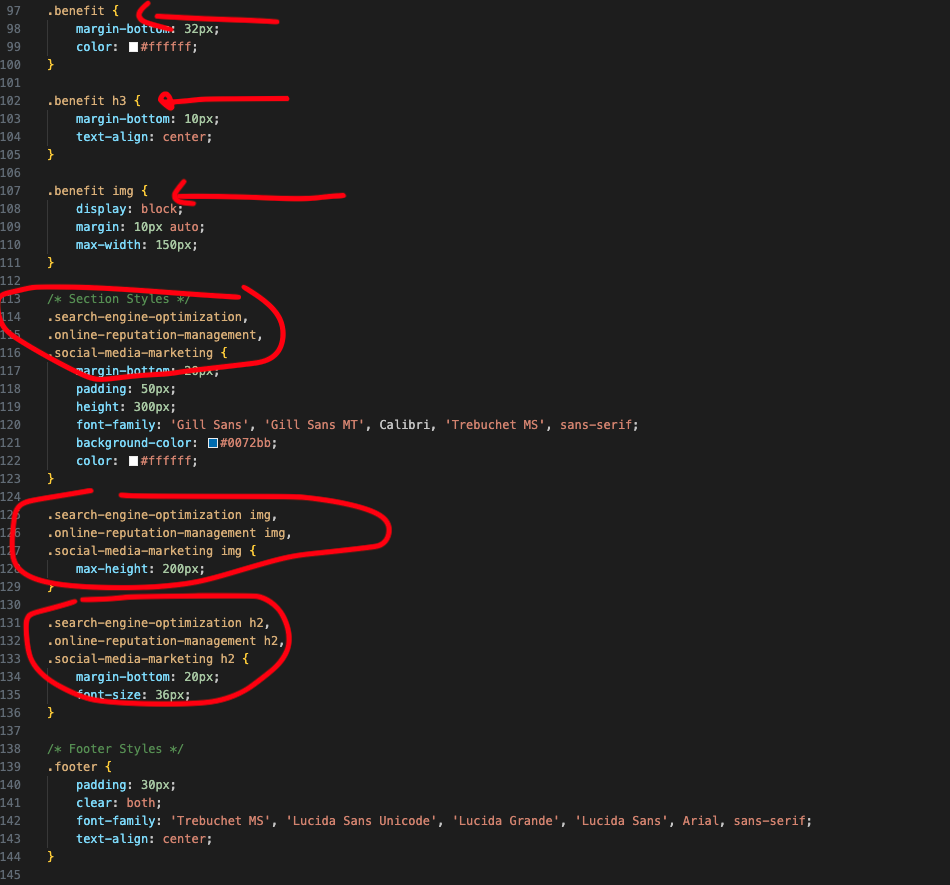 97 .benefit {
98 margin-bottom: 32px;
99 color: #ffffff;
100 }
101
102 .benefit h3 {
103 margin-bottom: 10px;
104 text-align: center;
105 }
106
107 .benefit img {
108 display: block;
109 margin: 10px auto;
110 max-width: 150px;
111 }
112
113 /* Section Styles */
114 .search-engine-optimization,
115 .online-reputation-management,
116 .social-media-marketing {
117 margin-bottom: 20px;
118 padding: 50px;
119 height: 300px;
120 font-family: 'Gill Sans', 'Gill Sans MT', Calibri, 'Trebuchet MS', sans-serif;
121 background-color: #0072bb;
122 color: #ffffff;
123 }
124
125 .search-engine-optimization img,
126 .online-reputation-management img,
127 .social-media-marketing img {
128 max-height: 200px;
129 }
130
131 .search-engine-optimization h2,
132 .online-reputation-management h2,
133 .social-media-marketing h2 {
134 margin-bottom: 20px;
135 font-size: 36px;
136 }
137
138 /* Footer Styles */
139 .footer {
140 padding: 30px;
141 clear: both;
142 font-family: 'Trebuchet MS', 'Lucida Sans Unicode', 'Lucida Grande', 'Lucida Sans', Arial, sans-serif;
143 text-align: center;
144 }
145